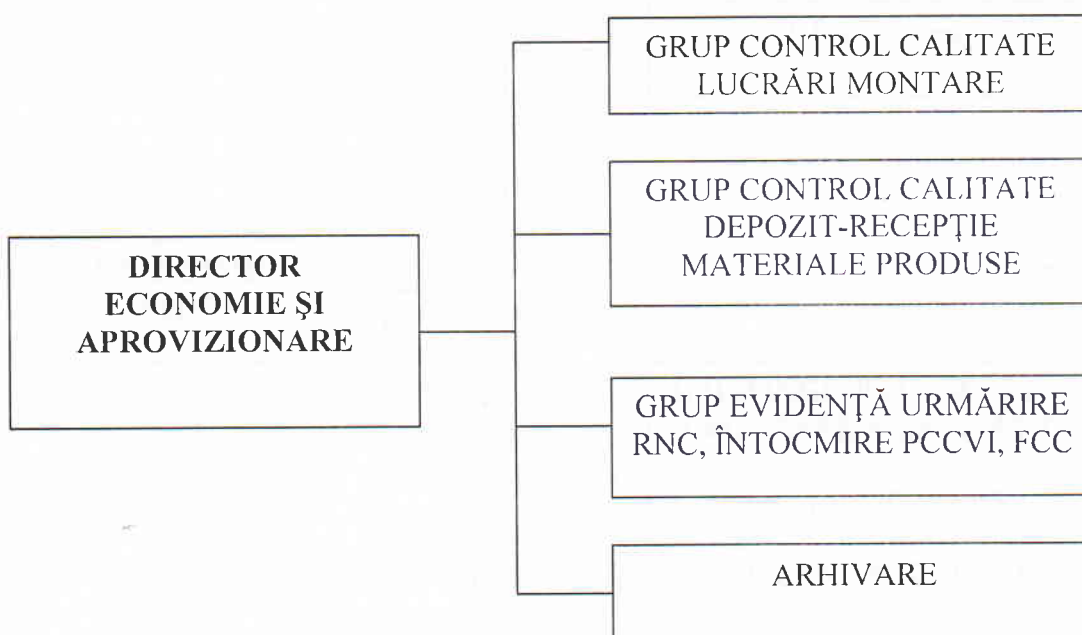 GRUP CONTROL CALITATE
LUCRĂRI MONTARE
GRUP CONTROL CALITATE
DEPOZIT-RECEPŢIE
MATERIALE PRODUSE
DIRECTOR
ECONOMIE ŞI
APROVIZIONARE
GRUP EVIDENŢĂ URMĂRIRE
RNC, ÎNTOCMIRE PCCVI, FCC
ARHIVARE